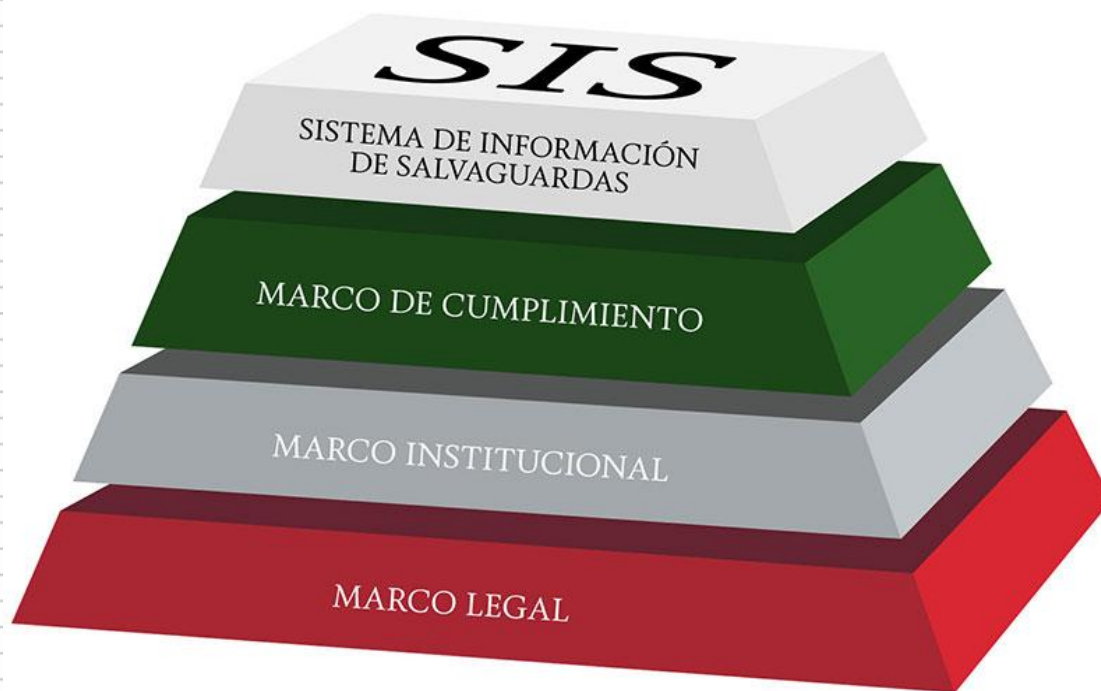 SIS
SISTEMA DE INFORMACIÓN
DE SALVAGUARDAS
MARCO DE CUMPLIMIENTO
MARCO INSTITUCIONAL
MARCO LEGAL